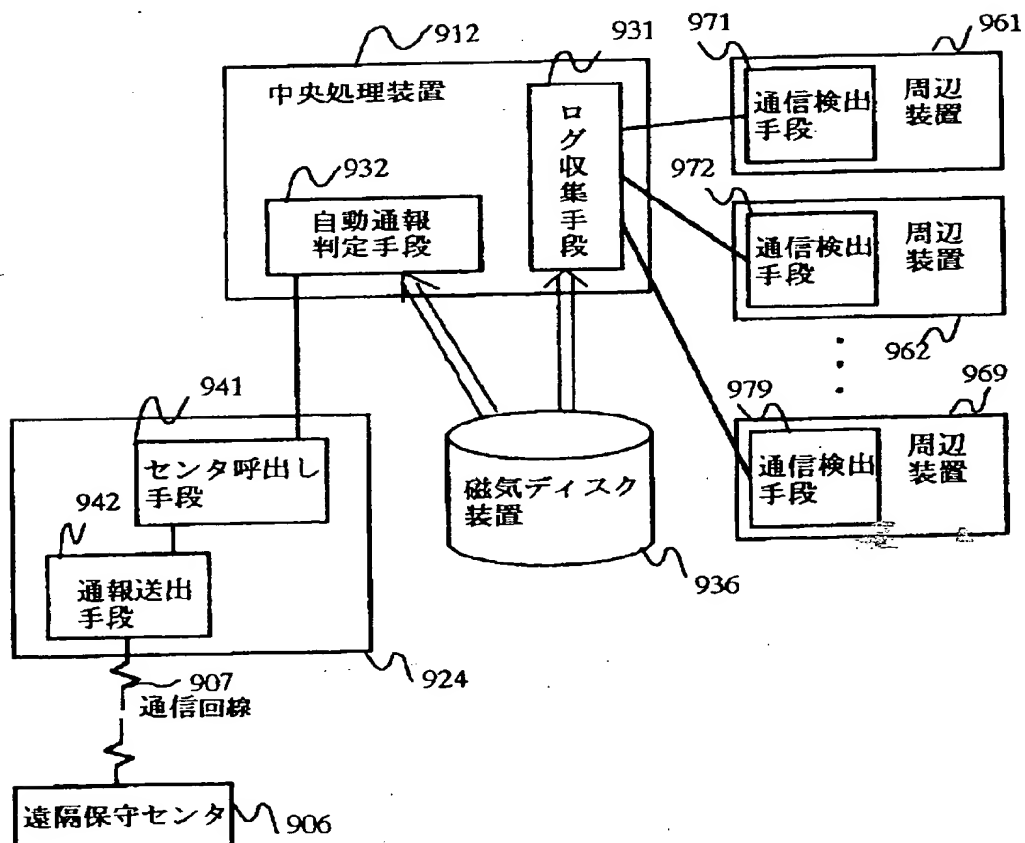 912
931
971
961
中央処理装置
ログ収集手段
通信検出
手段
周辺
装置
932
自動通報
判定手段
972
通信検出
手段
周辺
装置
962
941
979
969
センタ呼出し
手段
通信検出
手段
周辺
装置
942
磁気ディスク
装置
通報送出
手段
936
924
907
通信回線
遠隔保守センタ
906